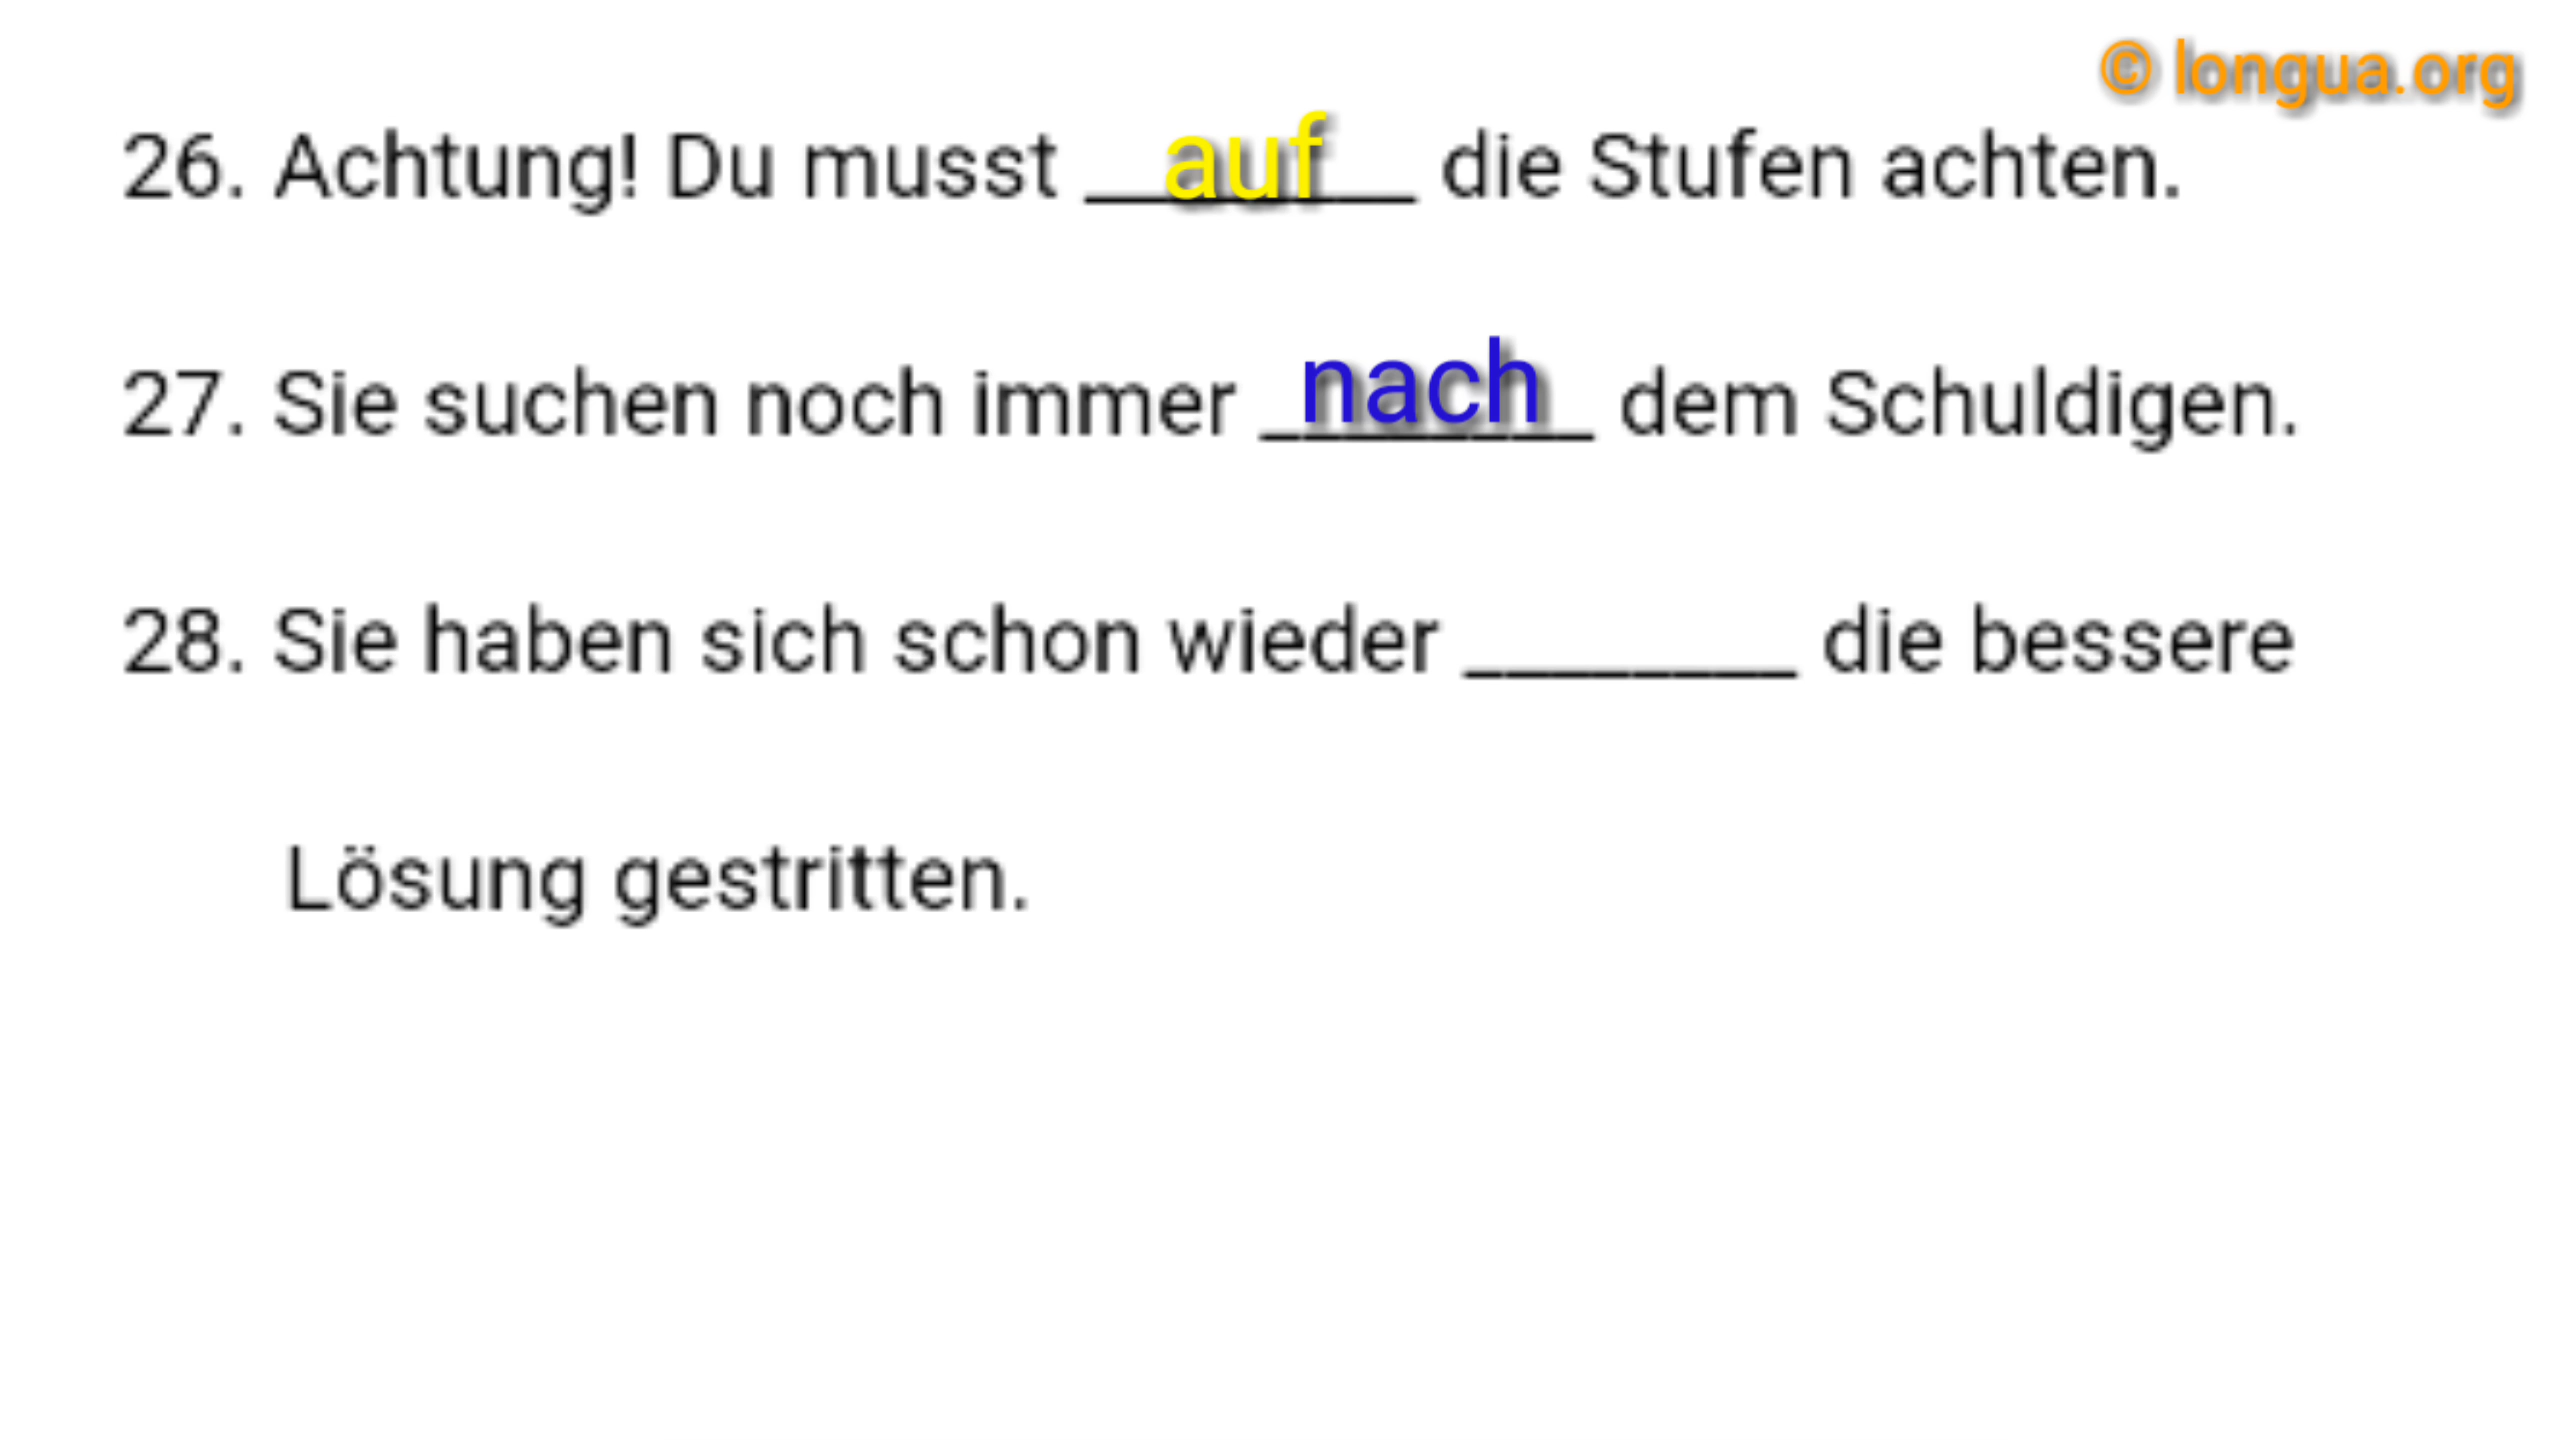 © longua.org
26. Achtung! Du musst auf die Stufen achten.
27. Sie suchen noch immer nach dem Schuldigen.
28. Sie haben sich schon wieder ________ die bessere
Lösung gestritten.